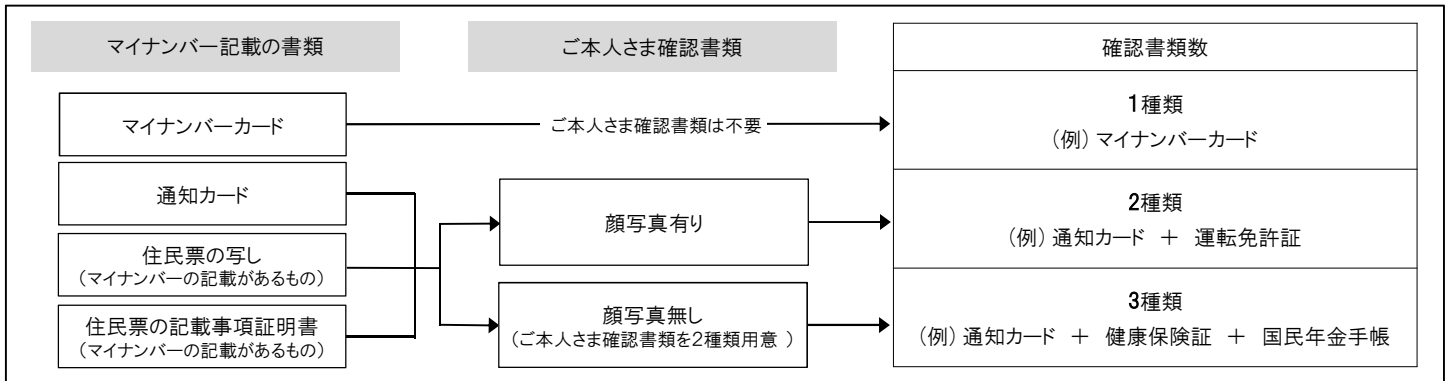 マイナンバー記載の書類
ご本人さま確認書類
確認書類数
マイナンバーカード
ご本人さま確認書類は不要
1種類
（例）マイナンバーカード
通知カード
住民票の写し
（マイナンバーの記載があるもの）
住民票の記載事項証明書
（マイナンバーの記載があるもの）
顔写真有り
2種類
（例）通知カード ＋ 運転免許証
顔写真無し
（ご本人さま確認書類を2種類用意 ）
3種類
（例）通知カード ＋ 健康保険証 ＋ 国民年金手帳